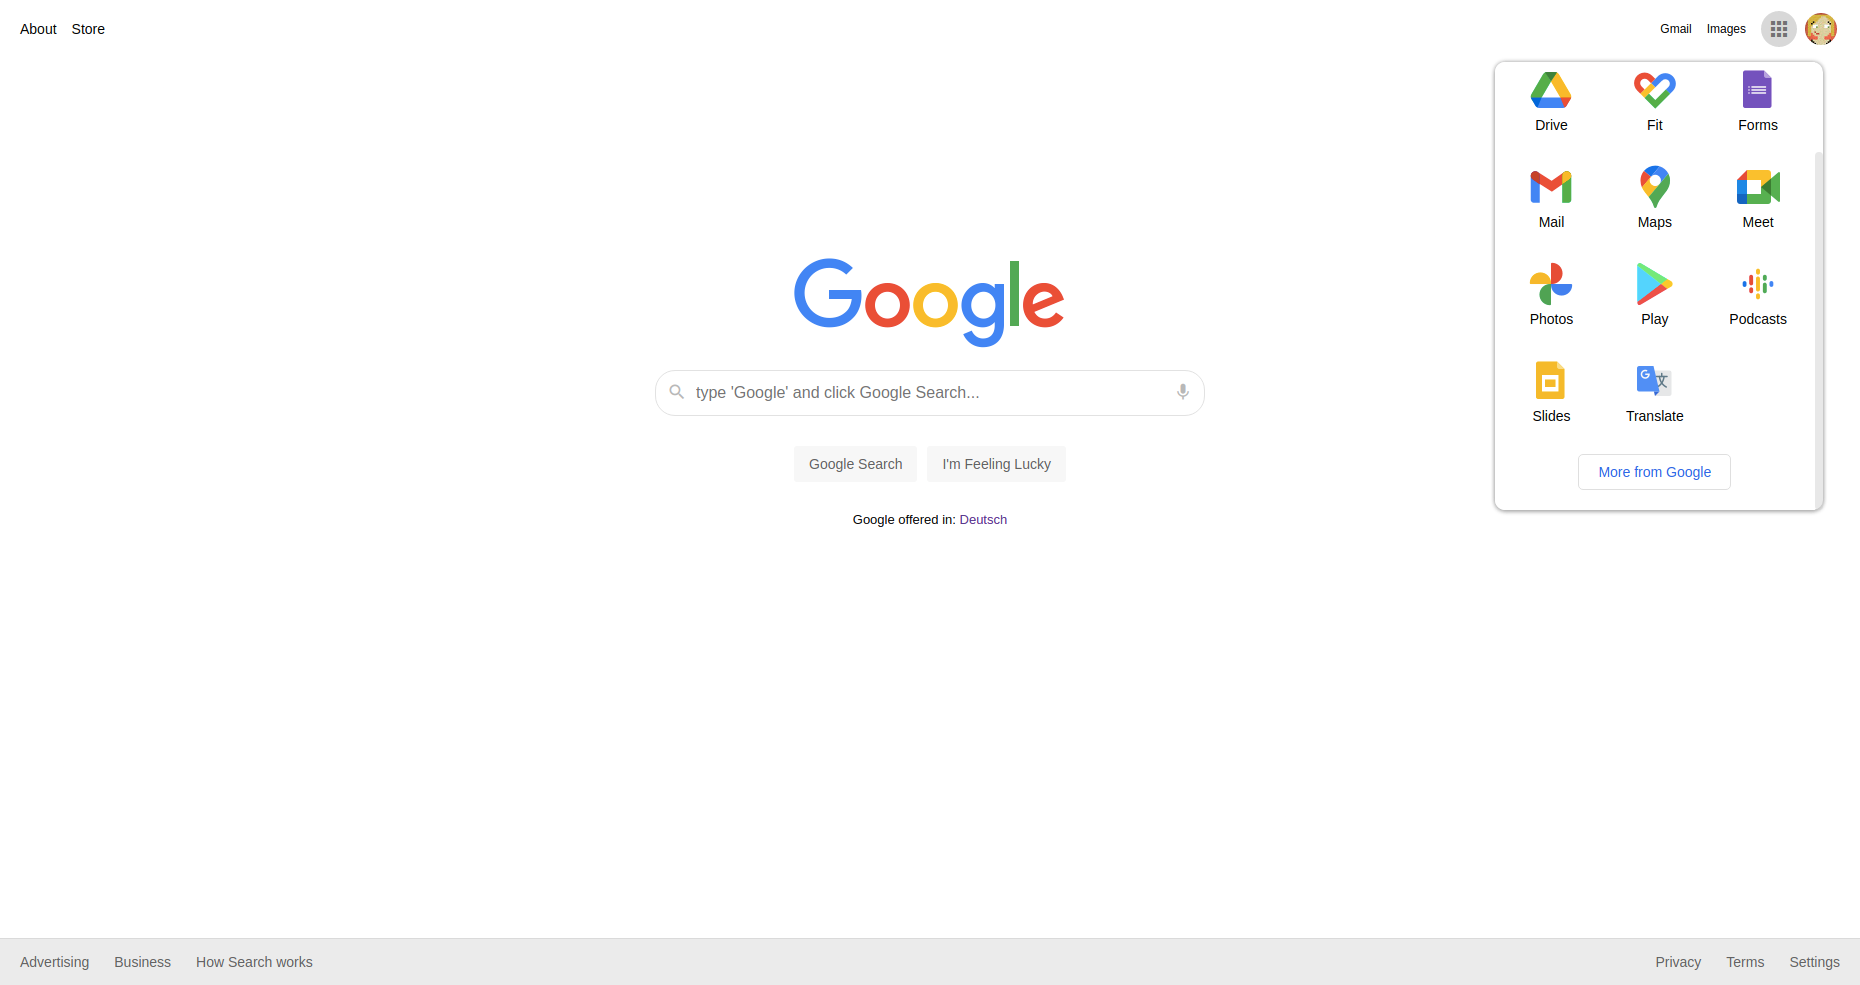 About Store
Gmail Images
Drive Fit Forms
Mail Maps Meet
Photos Play Podcasts
Slides Translate
More from Google
Google
type 'Google' and click Google Search...
Google Search I'm Feeling Lucky
Google offered in: Deutsch
Advertising Business How Search works
Privacy Terms Settings